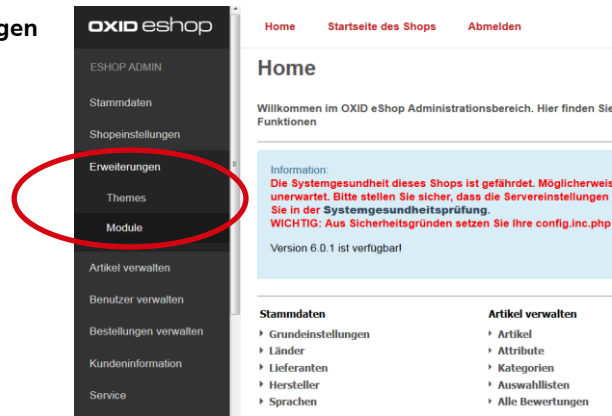 gen
OXID eshop
ESHOP ADMIN
Stammdaten
Shopeinstellungen
Erweiterungen
Themes
Module
Artikel verwalten
Benutzer verwalten
Bestellungen verwalten
Kundeninformation
Service
Home Startseite des Shops Abmelden
Home
Willkommen im OXID eShop Administrationsbereich. Hier finden Sie
Funktionen
Information:
Die Systemgesundheit dieses Shops ist gefährdet. Möglicherweis
unerwartet. Bitte stellen Sie sicher, dass die Servereinstellungen
Sie in der Systemgesundheitsprüfung.
WICHTIG: Aus Sicherheitsgründen setzen Sie Ihre config.inc.php
Version 6.0.1 ist verfügbar!
Stammdaten
Grundeinstellungen
Länder
Lieferanten
Hersteller
Sprachen
Artikel verwalten
Artikel
Attribute
Kategorien
Auswahllisten
Alle Bewertungen